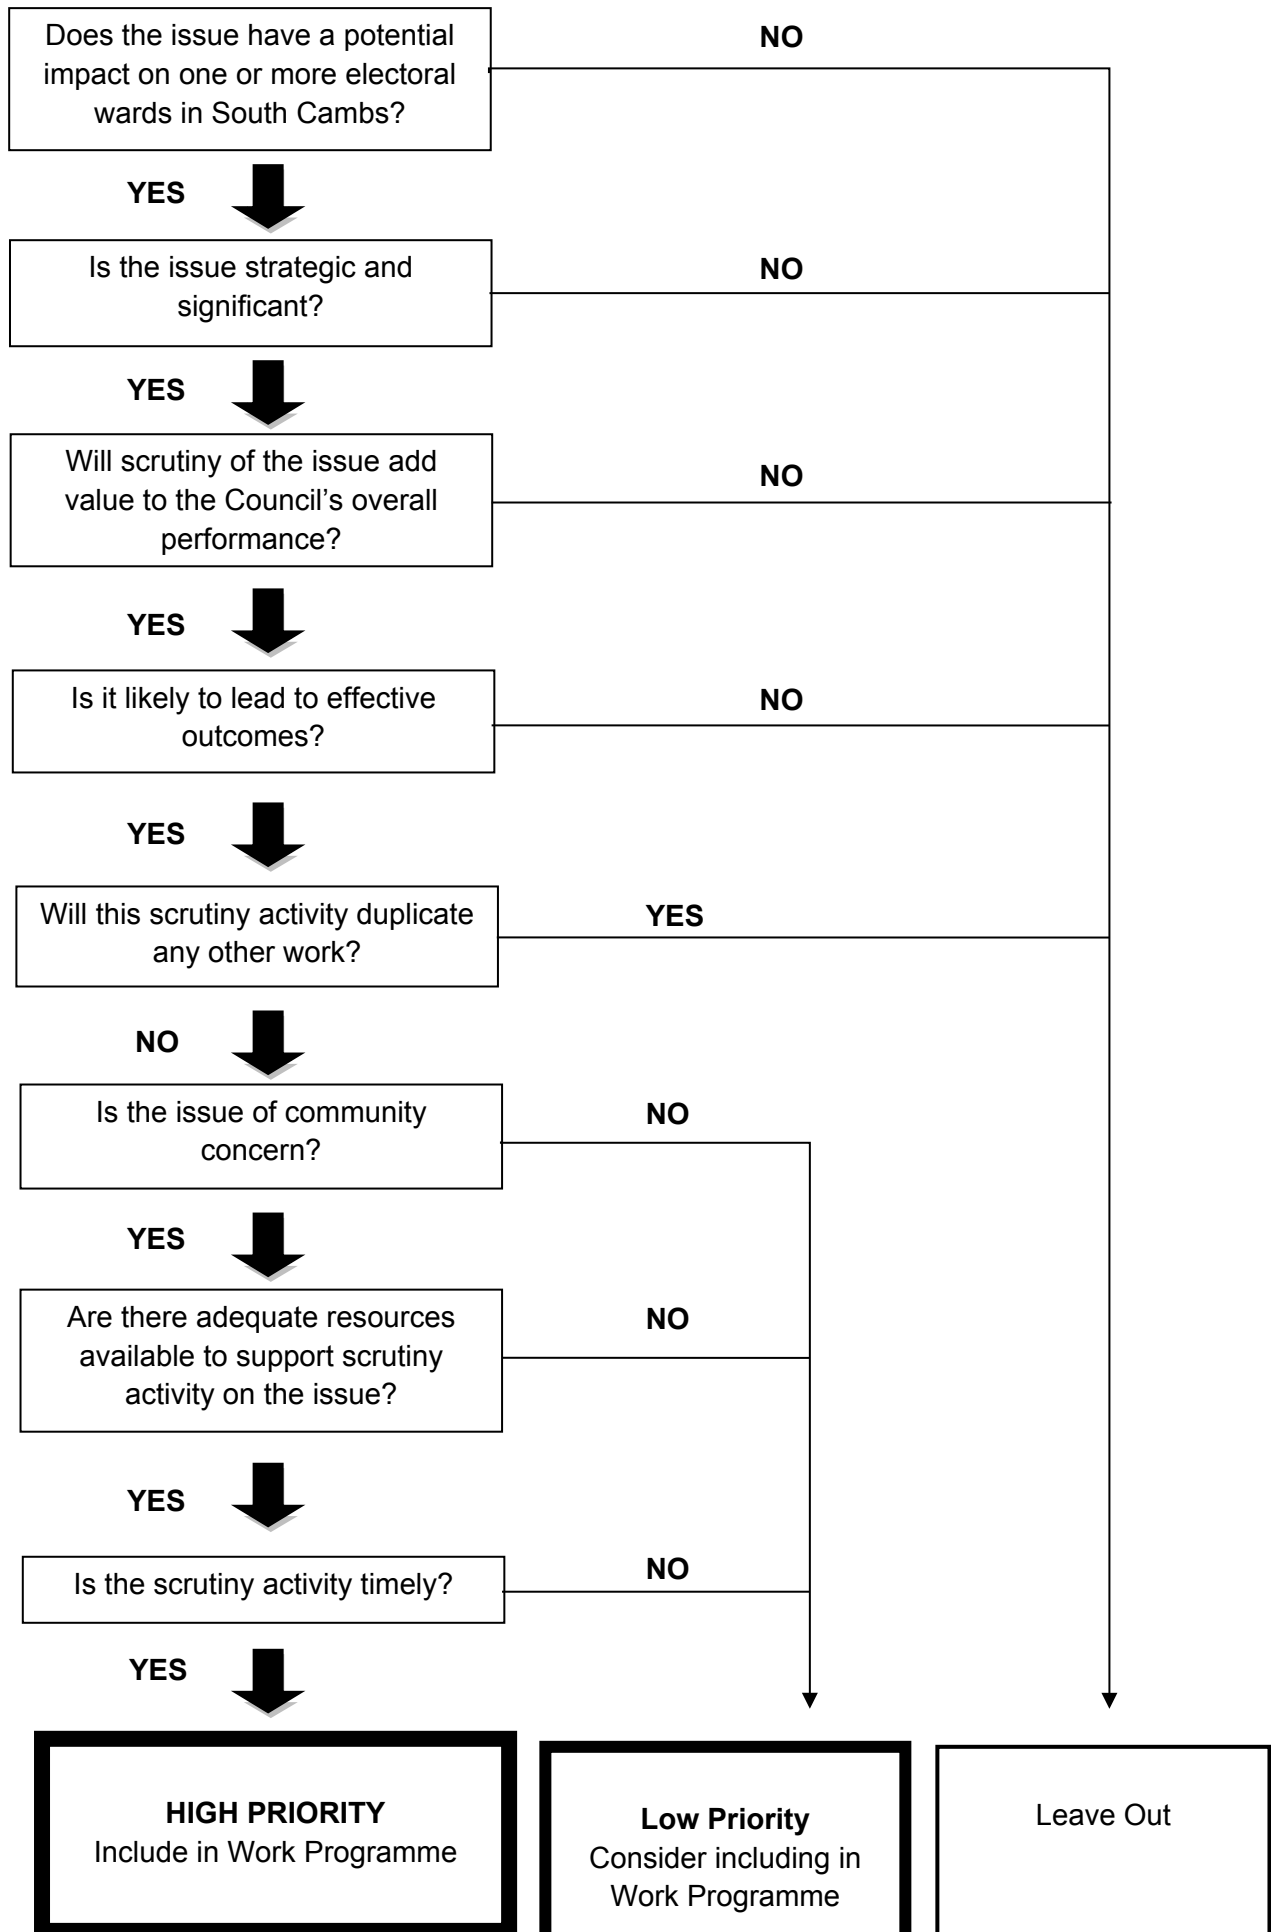 Does the issue have a potential
impact on one or more electoral
wards in South Cambs?
NO
YES
Is the issue strategic and
significant?
NO
YES
Will scrutiny of the issue add
value to the Council’s overall
performance?
NO
YES
Is it likely to lead to effective
outcomes?
NO
YES
Will this scrutiny activity duplicate
any other work?
YES
NO
Is the issue of community
concern?
NO
YES
Are there adequate resources
available to support scrutiny
activity on the issue?
NO
YES
Is the scrutiny activity timely?
NO
YES
HIGH PRIORITY
Include in Work Programme
Low Priority
Consider including in
Work Programme
Leave Out